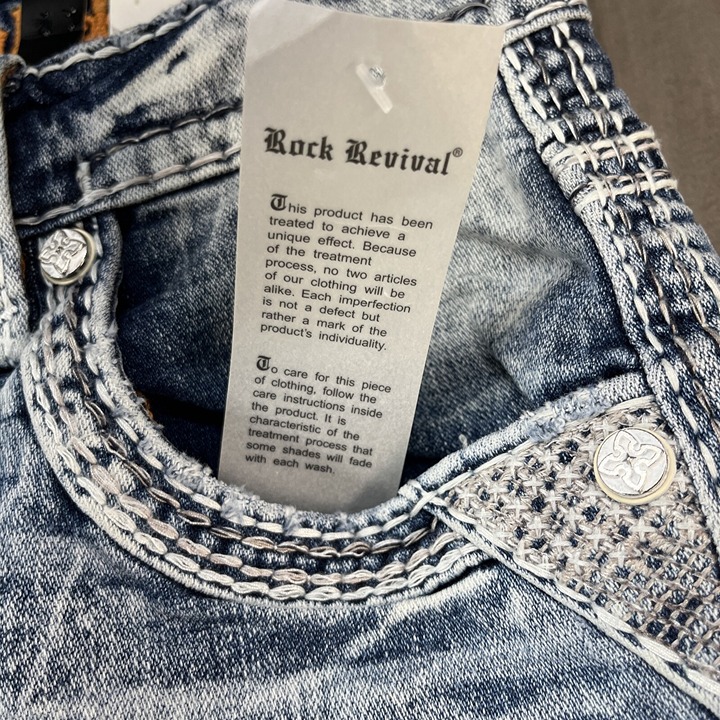 Rock Revival®
This product has been
treated to achieve a
unique effect. Because
of the treatment
process, no two articles
of our clothing will be
alike. Each imperfection
is not a defect but
rather a mark of the
product's individuality.
To care for this piece
of clothing, follow the
care instructions inside
the product. It is
characteristic of the
treatment process that
some shades will fade
with each wash.